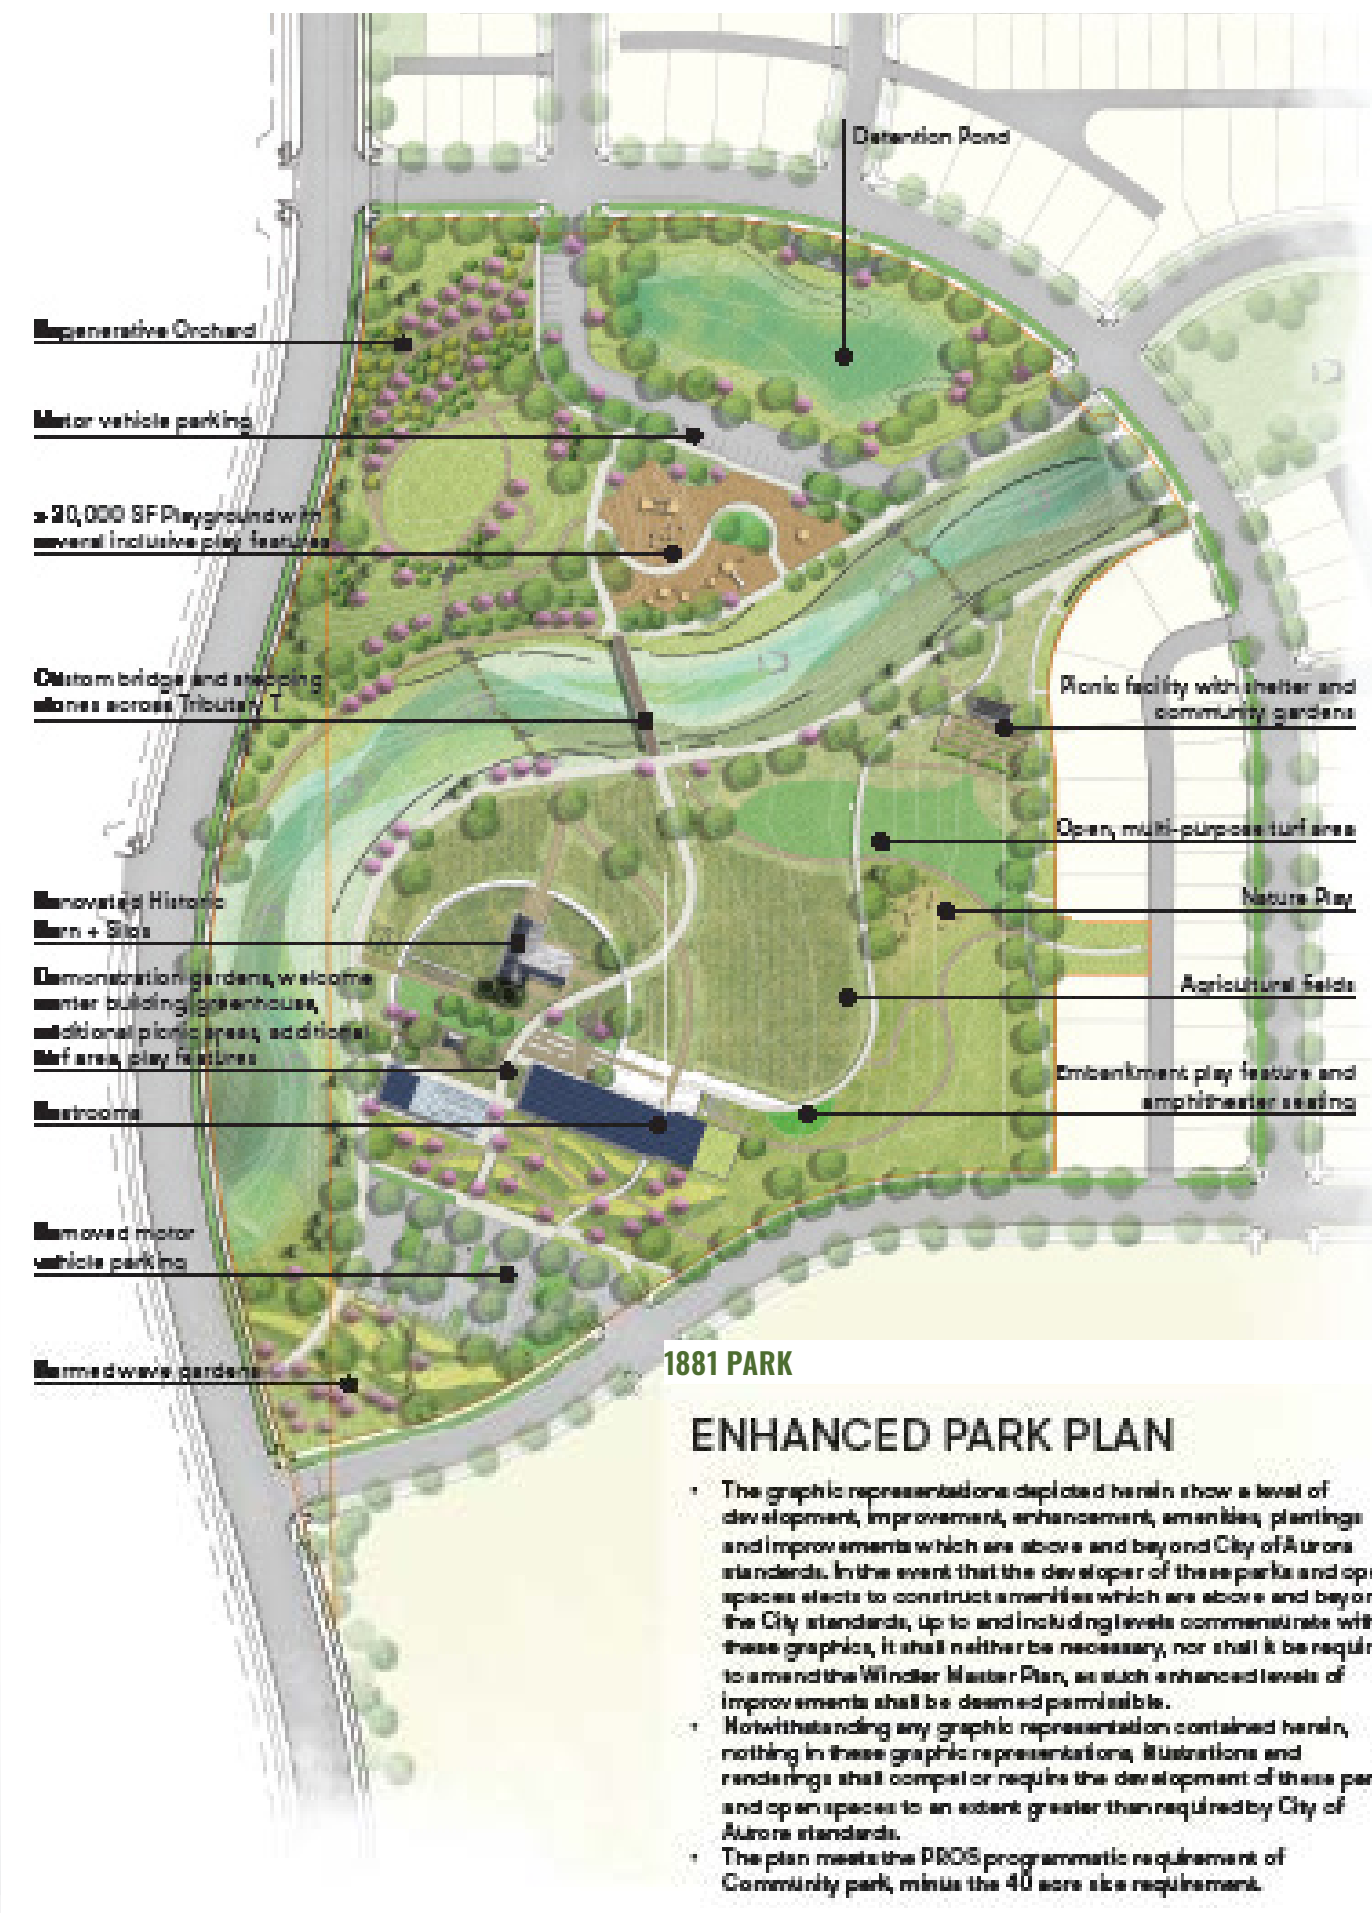 Detention Pond
Regenerative Orchard
Motor vehicle parking
30,000 SF Playground with
several inclusive play features
Custom bridge and stepping
stones across Tributary T
Picnic facility with shelter and
community gardens
Open, multi-purpose turf area
Renovated Historic
Barn + Silos
Nature Play
Demonstration gardens, welcome
center building, greenhouse,
additional picnic areas, additional
turf area, play features
Agricultural fields
Embankment play feature and
amphitheater seating
Restrooms
Removed motor
vehicle parking
Bermed wave gardens
1881 PARK
ENHANCED PARK PLAN
• The graphic representations depicted herein show a level of
development, improvement, enhancement, amenities, plantings
and improvements which are above and beyond City of Aurora
standards. In the event that the developer of these parks and ope
spaces elects to construct amenities which are above and beyon
the City standards, up to and including levels commensurate with
these graphics, it shall neither be necessary, nor shall it be requir
to amend the Windler Master Plan, as such enhanced levels of
improvements shall be deemed permissible.
• Notwithstanding any graphic representation contained herein,
nothing in these graphic representations, illustrations and
renderings shall compel or require the development of these par
and open spaces to an extent greater than required by City of
Aurora standards.
• The plan meets the PROS programmatic requirement of
Community park, minus the 40 acre size requirement.